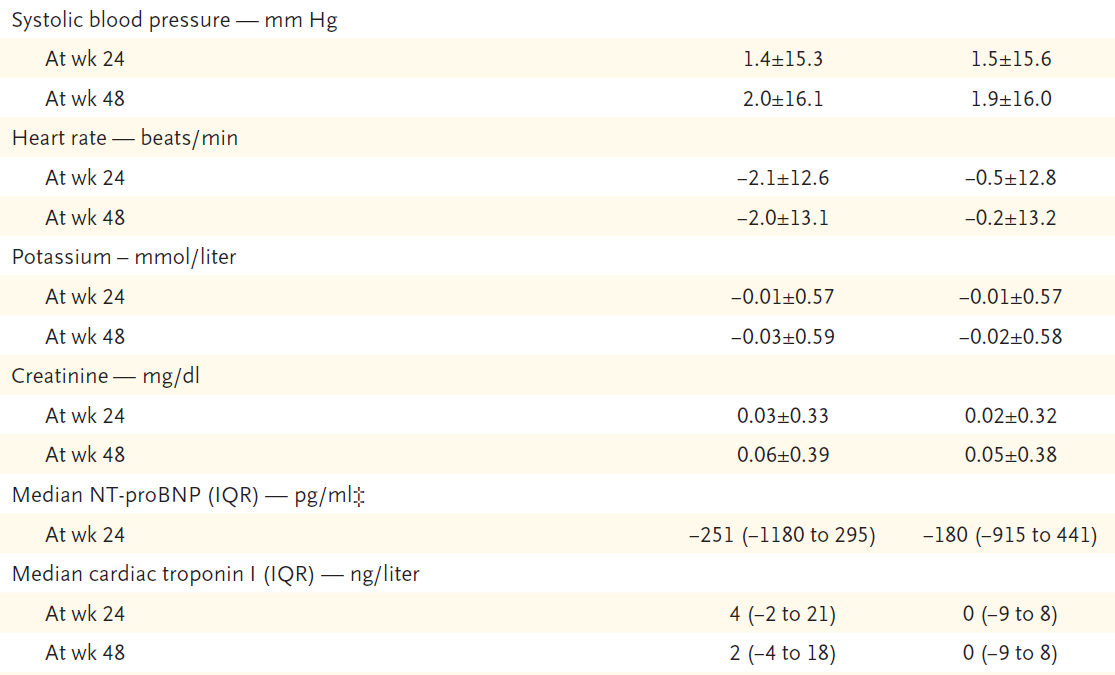 Systolic blood pressure — mm Hg
At wk 24 1.4±15.3 1.5±15.6
At wk 48 2.0±16.1 1.9±16.0
Heart rate — beats/min
At wk 24 –2.1±12.6 –0.5±12.8
At wk 48 –2.0±13.1 –0.2±13.2
Potassium – mmol/liter
At wk 24 –0.01±0.57 –0.01±0.57
At wk 48 –0.03±0.59 –0.02±0.58
Creatinine — mg/dl
At wk 24 0.03±0.33 0.02±0.32
At wk 48 0.06±0.39 0.05±0.38
Median NT-proBNP (IQR) — pg/ml‡
At wk 24 –251 (–1180 to 295) –180 (–915 to 441)
Median cardiac troponin I (IQR) — ng/liter
At wk 24 4 (–2 to 21) 0 (–9 to 8)
At wk 48 2 (–4 to 18) 0 (–9 to 8)